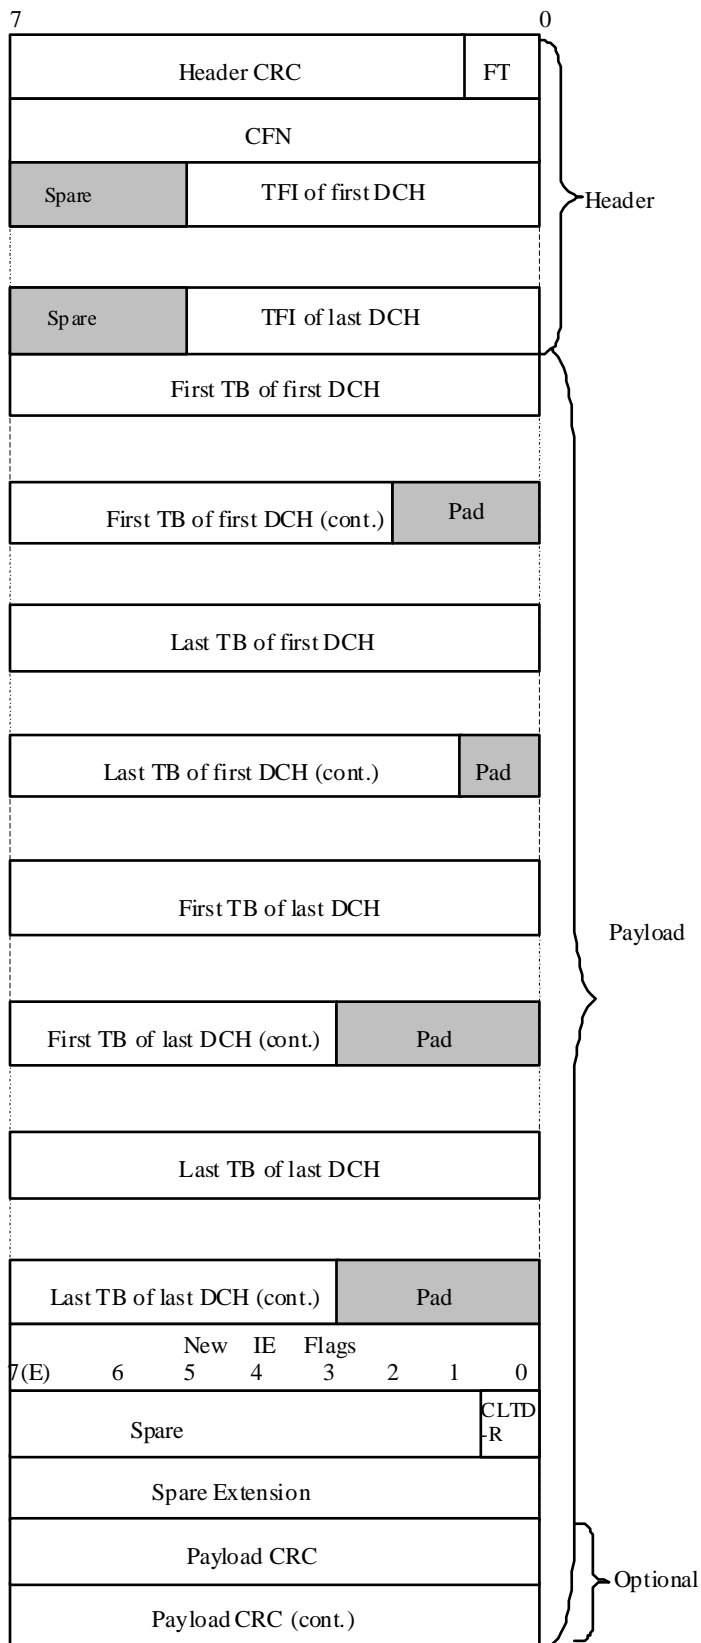 7 0
Header CRC FT
CFN
Spare TFI of first DCH
Header
Spare TFI of last DCH
First TB of first DCH
First TB of first DCH (cont.) Pad
Last TB of first DCH
Last TB of first DCH (cont.) Pad
First TB of last DCH
Payload
First TB of last DCH (cont.) Pad
Last TB of last DCH
Last TB of last DCH (cont.) Pad
New IE Flags
7(E) 6 5 4 3 2 1 0
Spare CLTD
-R
Spare Extension
Payload CRC
Optional
Payload CRC (cont.)